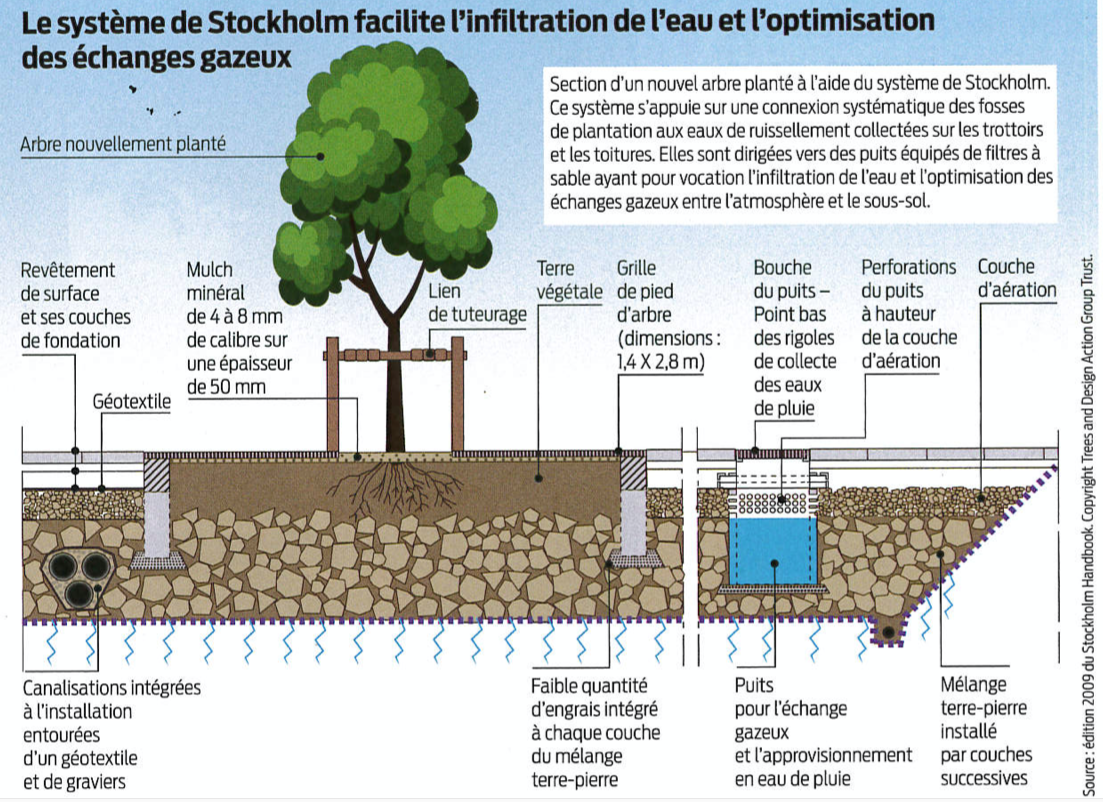 Le système de Stockholm facilite l'infiltration de l'eau et l'optimisation
des échanges gazeux
Section d'un nouvel arbre planté à l'aide du système de Stockholm.
Ce système s'appuie sur une connexion systématique des fosses
de plantation aux eaux de ruissellement collectées sur les trottoirs
et les toitures. Elles sont dirigées vers des puits équipés de filtres à
sable ayant pour vocation l'infiltration de l'eau et l'optimisation des
échanges gazeux entre l'atmosphère et le sous-sol.
Arbre nouvellement planté
Revêtement
de surface
et ses couches
de fondation
Géotextile
Mulch
minéral
de 4 à 8 mm
de calibre sur
une épaisseur
de 50 mm
Lien
de tuteurage
Terre
végétale
Grille
de pied
d'arbre
(dimensions :
1,4 X 2,8 m)
Bouche
du puits –
Point bas
des rigoles
de collecte
des eaux
de pluie
Perforations
du puits
à hauteur
de la couche
d'aération
Couche
d'aération
Canalisations intégrées
à l'installation
entourées
d'un géotextile
et de graviers
Faible quantité
d'engrais intégré
à chaque couche
du mélange
terre-pierre
Puits
pour l'échange
gazeux
et l'approvisionnement
en eau de pluie
Mélange
terre-pierre
installé
par couches
successives
Source : édition 2009 du Stockholm Handbook. Copyright Trees and Design Action Group Trust.